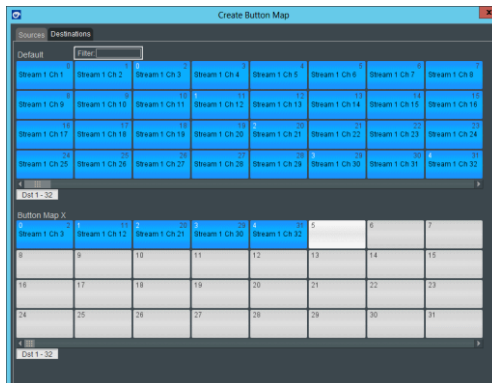 Create Button Map
x
Sources Destinations
Default Filter:
0 1 0 2 3 4 5 6 7
Stream 1 Ch 1 Stream 1 Ch 2 Stream 1 Ch 3 Stream 1 Ch 4 Stream 1 Ch 5 Stream 1 Ch 6 Stream 1 Ch 7 Stream 1 Ch 8
8 9 10 1 11 12 13 14 15
Stream 1 Ch 9 Stream 1 Ch 10 Stream 1 Ch 11 Stream 1 Ch 12 Stream 1 Ch 13 Stream 1 Ch 14 Stream 1 Ch 15 Stream 1 Ch 16
16 17 18 19 2 20 21 22 23
Stream 1 Ch 17 Stream 1 Ch 18 Stream 1 Ch 19 Stream 1 Ch 20 Stream 1 Ch 21 Stream 1 Ch 22 Stream 1 Ch 23 Stream 1 Ch 24
24 25 26 27 28 3 29 30 4 31
Stream 1 Ch 25 Stream 1 Ch 26 Stream 1 Ch 27 Stream 1 Ch 28 Stream 1 Ch 29 Stream 1 Ch 30 Stream 1 Ch 31 Stream 1 Ch 32
Dst 1 - 32
Button Map X
0 2 1 11 2 20 3 29 4 31 5 6 7
Stream 1 Ch 3 Stream 1 Ch 12 Stream 1 Ch 21 Stream 1 Ch 30 Stream 1 Ch 32
8 9 10 11 12 13 14 15
16 17 18 19 20 21 22 23
24 25 26 27 28 29 30 31
Dst 1 - 32